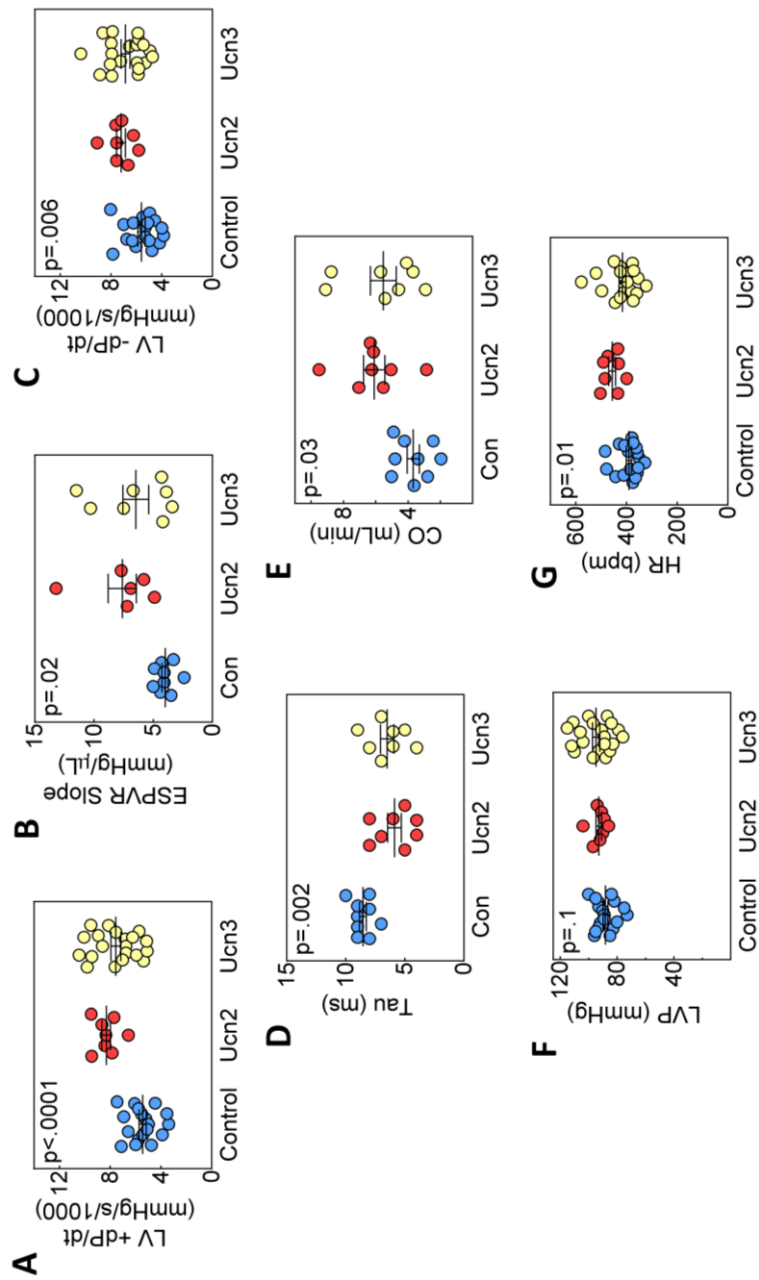 A
LV +dP/dt
(mmHg/s/1000)
12
8
4
0
p<.0001
Control
Ucn2
Ucn3
B
ESPVR Slope
(mmHg/µL)
15
10
5
0
p=.02
Con
Ucn2
Ucn3
C
LV -dP/dt
(mmHg/s/1000)
12
8
4
0
p=.006
Control
Ucn2
Ucn3
D
Tau (ms)
15
10
5
0
p=.002
Con
Ucn2
Ucn3
E
CO (mL/min)
8
4
p=.03
Con
Ucn2
Ucn3
F
LVP (mmHg)
120
80
40
p=.1
Control
Ucn2
Ucn3
G
HR (bpm)
600
400
200
0
p=.01
Control
Ucn2
Ucn3